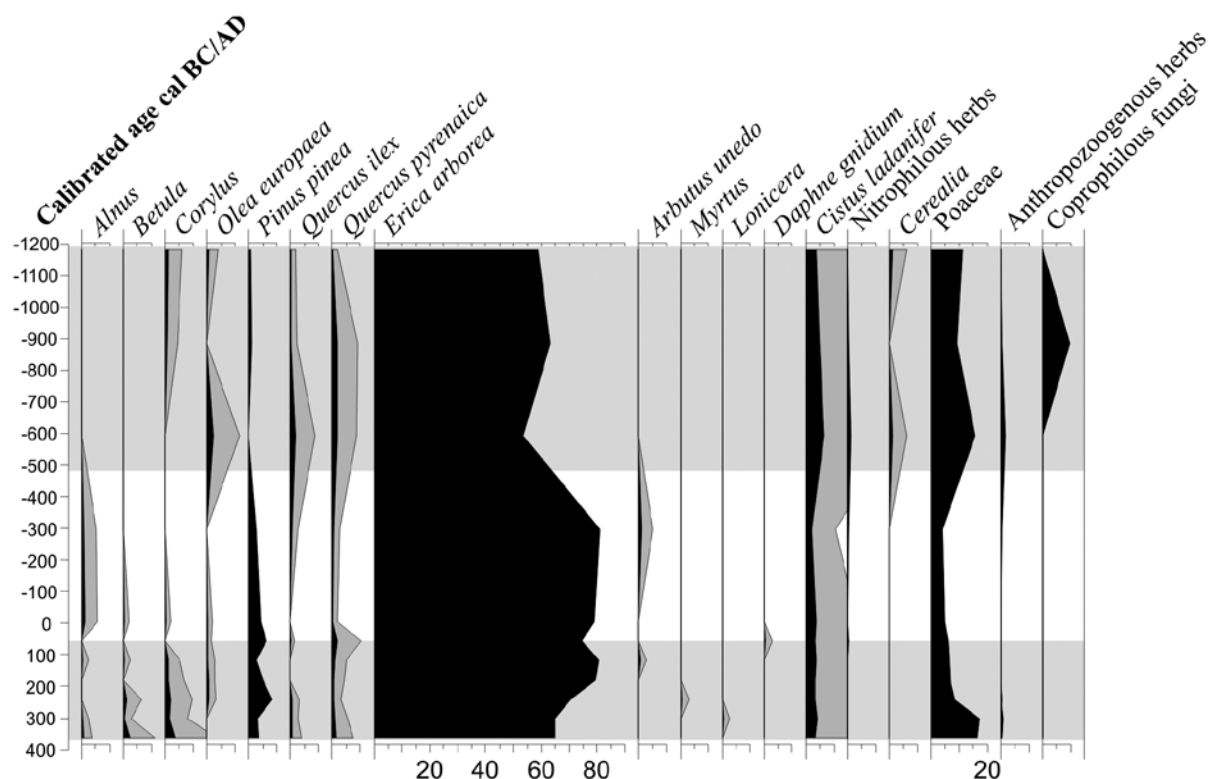 Calibrated age cal BC/AD
Alnus
Betula
Corylus
Olea europaea
Pinus pinea
Quercus ilex
Quercus pyrenaica
Erica arborea
Arbutus unedo
Myrtus
Lonicera
Daphne gnidium
Cistus ladanifer
Nitrophilous herbs
Cerealia
Poaceae
Anthropozoogenous herbs
Coprophilous fungi
-1200
-1100
-1000
-900
-800
-700
-600
-500
-400
-300
-200
-100
0
100
200
300
400
20 40 60 80 20